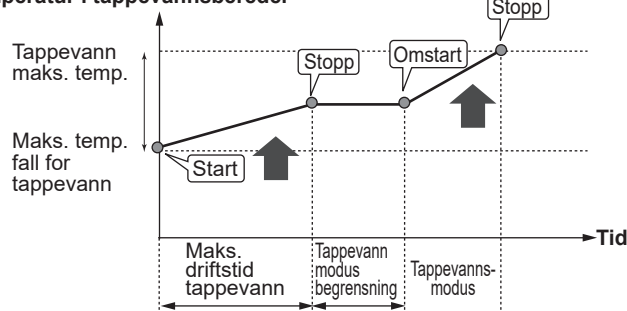 i tappevannsbereder
Stopp
Tappevann
maks. temp.
Stopp
Omstart
Maks. temp.
fall for
tappevann
Start
Tid
Maks.
driftstid
tappevann
Tappevann
modus
begrensning
Tappevanns-
modus